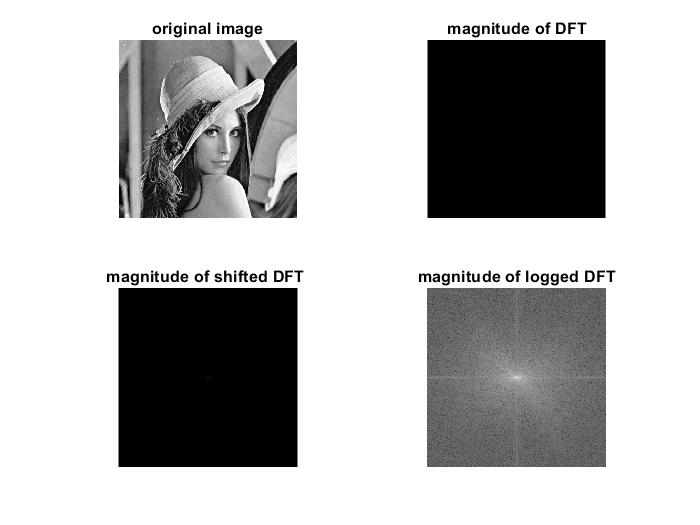 original image
magnitude of DFT
magnitude of shifted DFT
magnitude of logged DFT